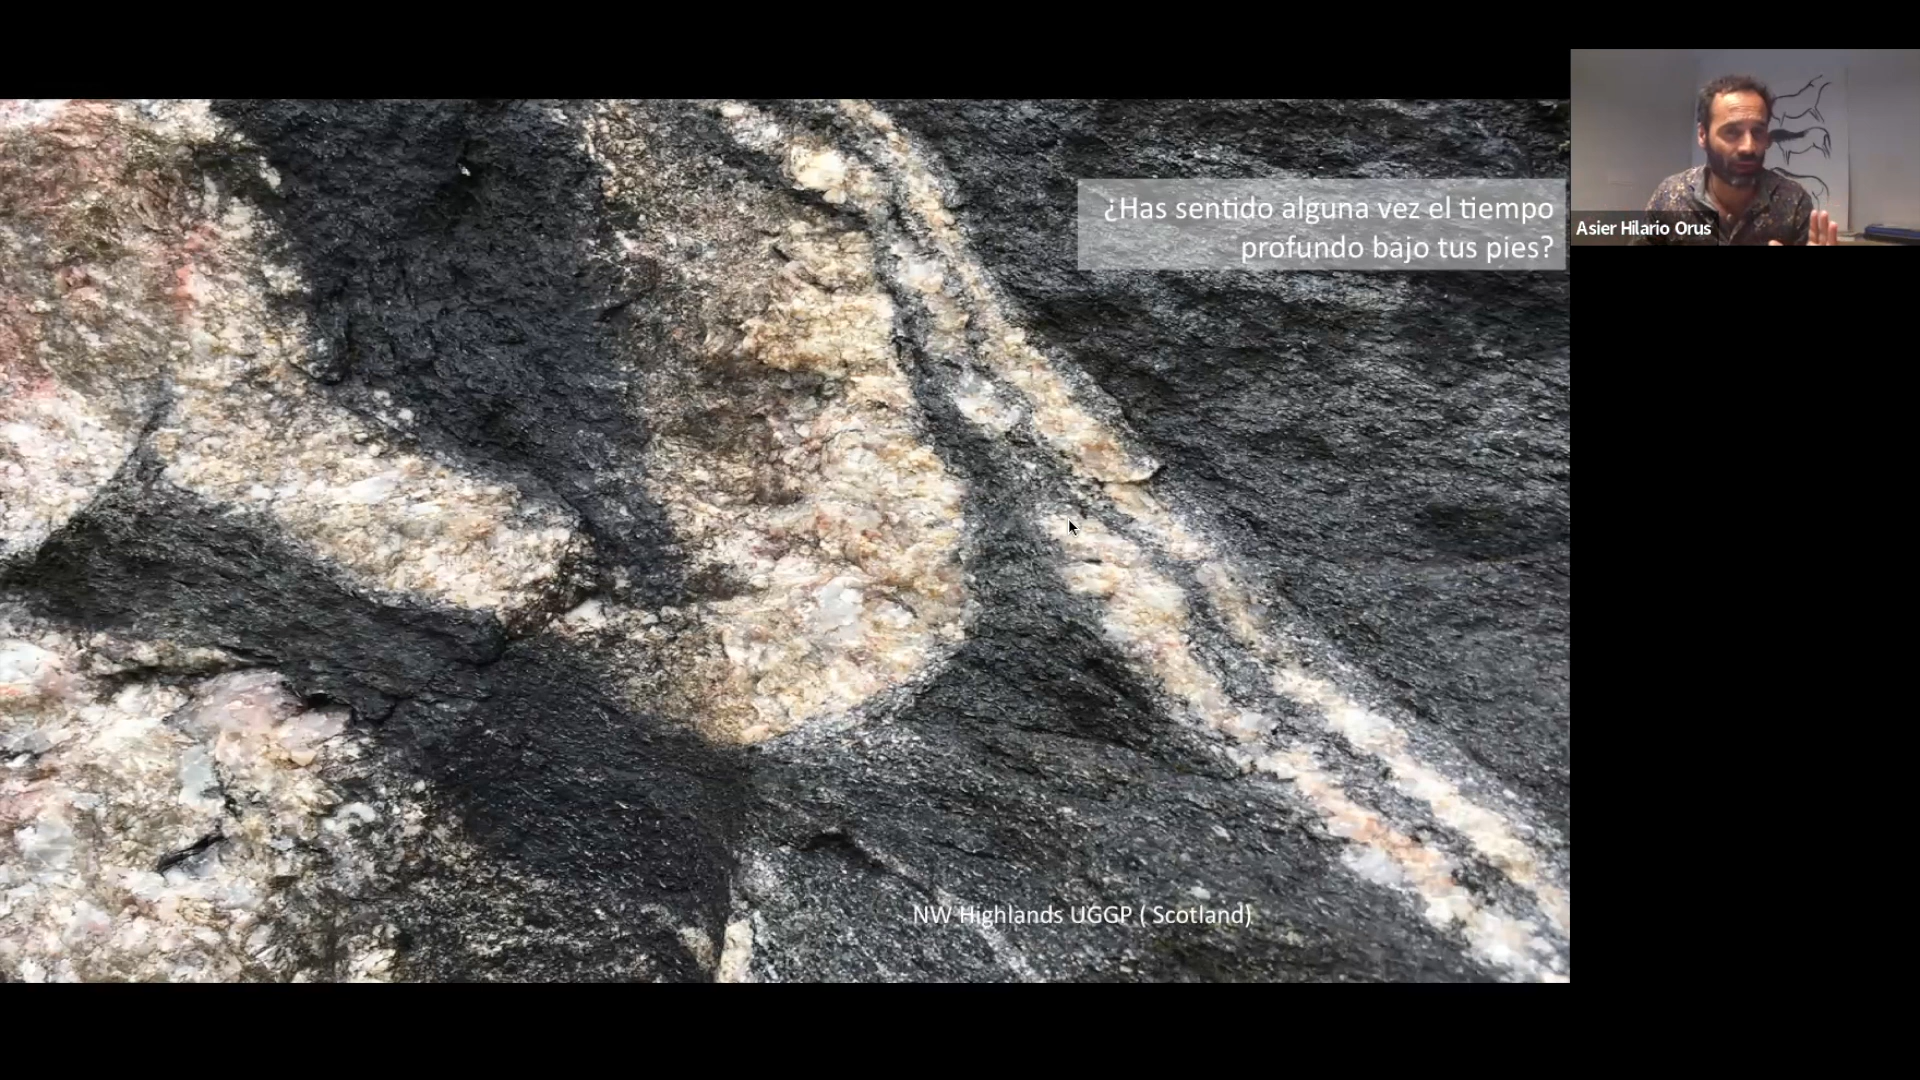 ¿Has sentido alguna vez el tiempo
profundo bajo tus pies?
Asier Hilario Orus
NW Highlands UGGP ( Scotland)